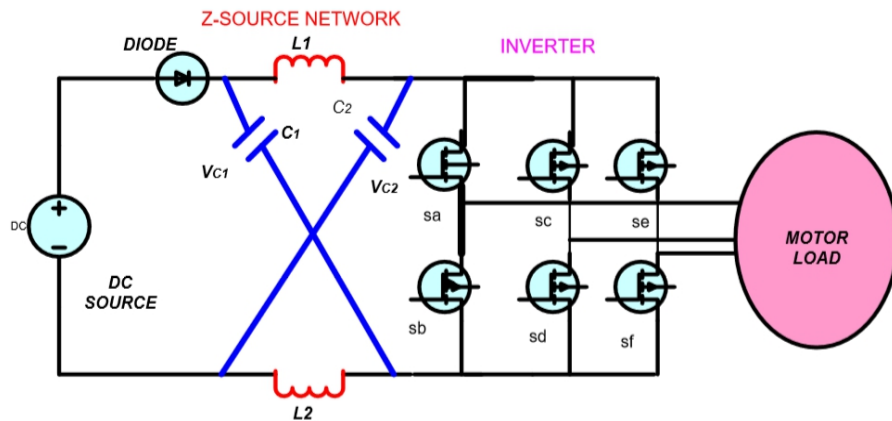 Z-SOURCE NETWORK
DIODE
L1
INVERTER
C2
C1
VC1
VC2
sa
sc
se
DC
MOTOR
LOAD
DC
SOURCE
sb
sd
sf
L2